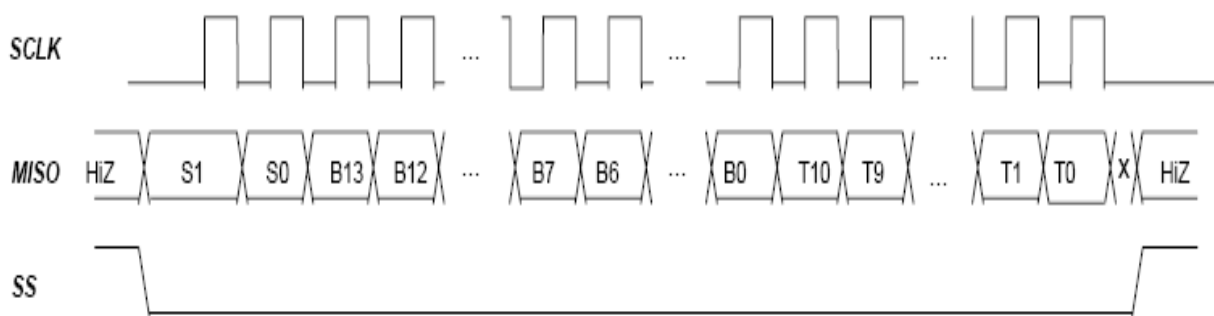 SCLK ... ... ...
MISO HiZ S1 S0 B13 B12 ... B7 B6 ... B0 T10 T9 ... T1 T0 X HiZ
SS